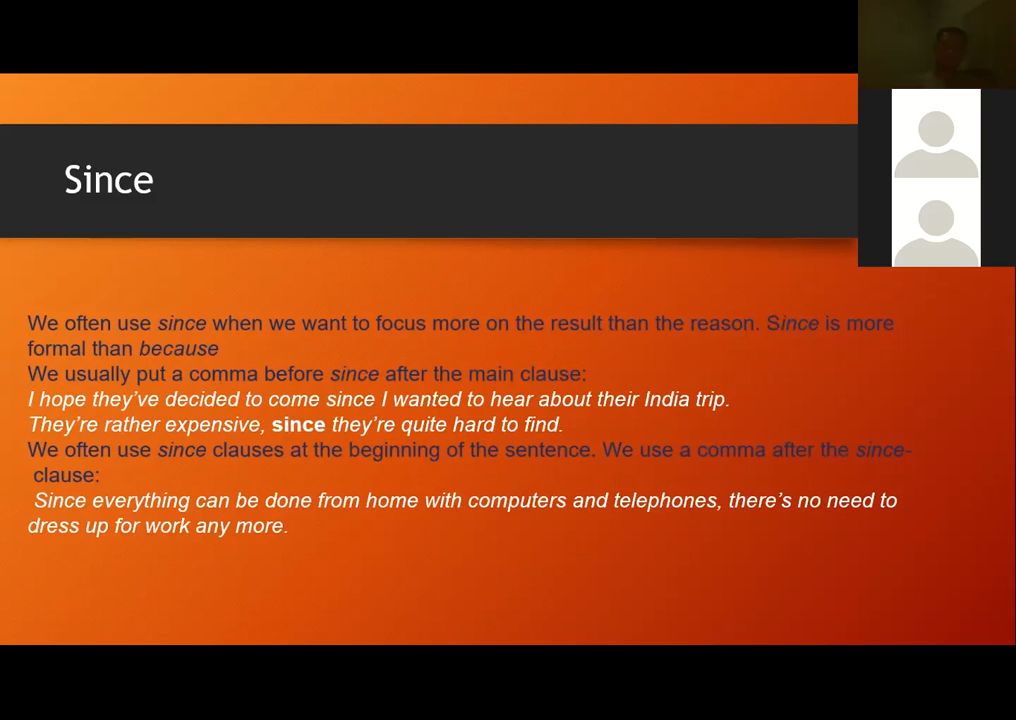 Since
We often use since when we want to focus more on the result than the reason. Since is more
formal than because
We usually put a comma before since after the main clause:
I hope they’ve decided to come since I wanted to hear about their India trip.
They’re rather expensive, since they’re quite hard to find.
We often use since clauses at the beginning of the sentence. We use a comma after the since-
clause:
Since everything can be done from home with computers and telephones, there’s no need to
dress up for work any more.